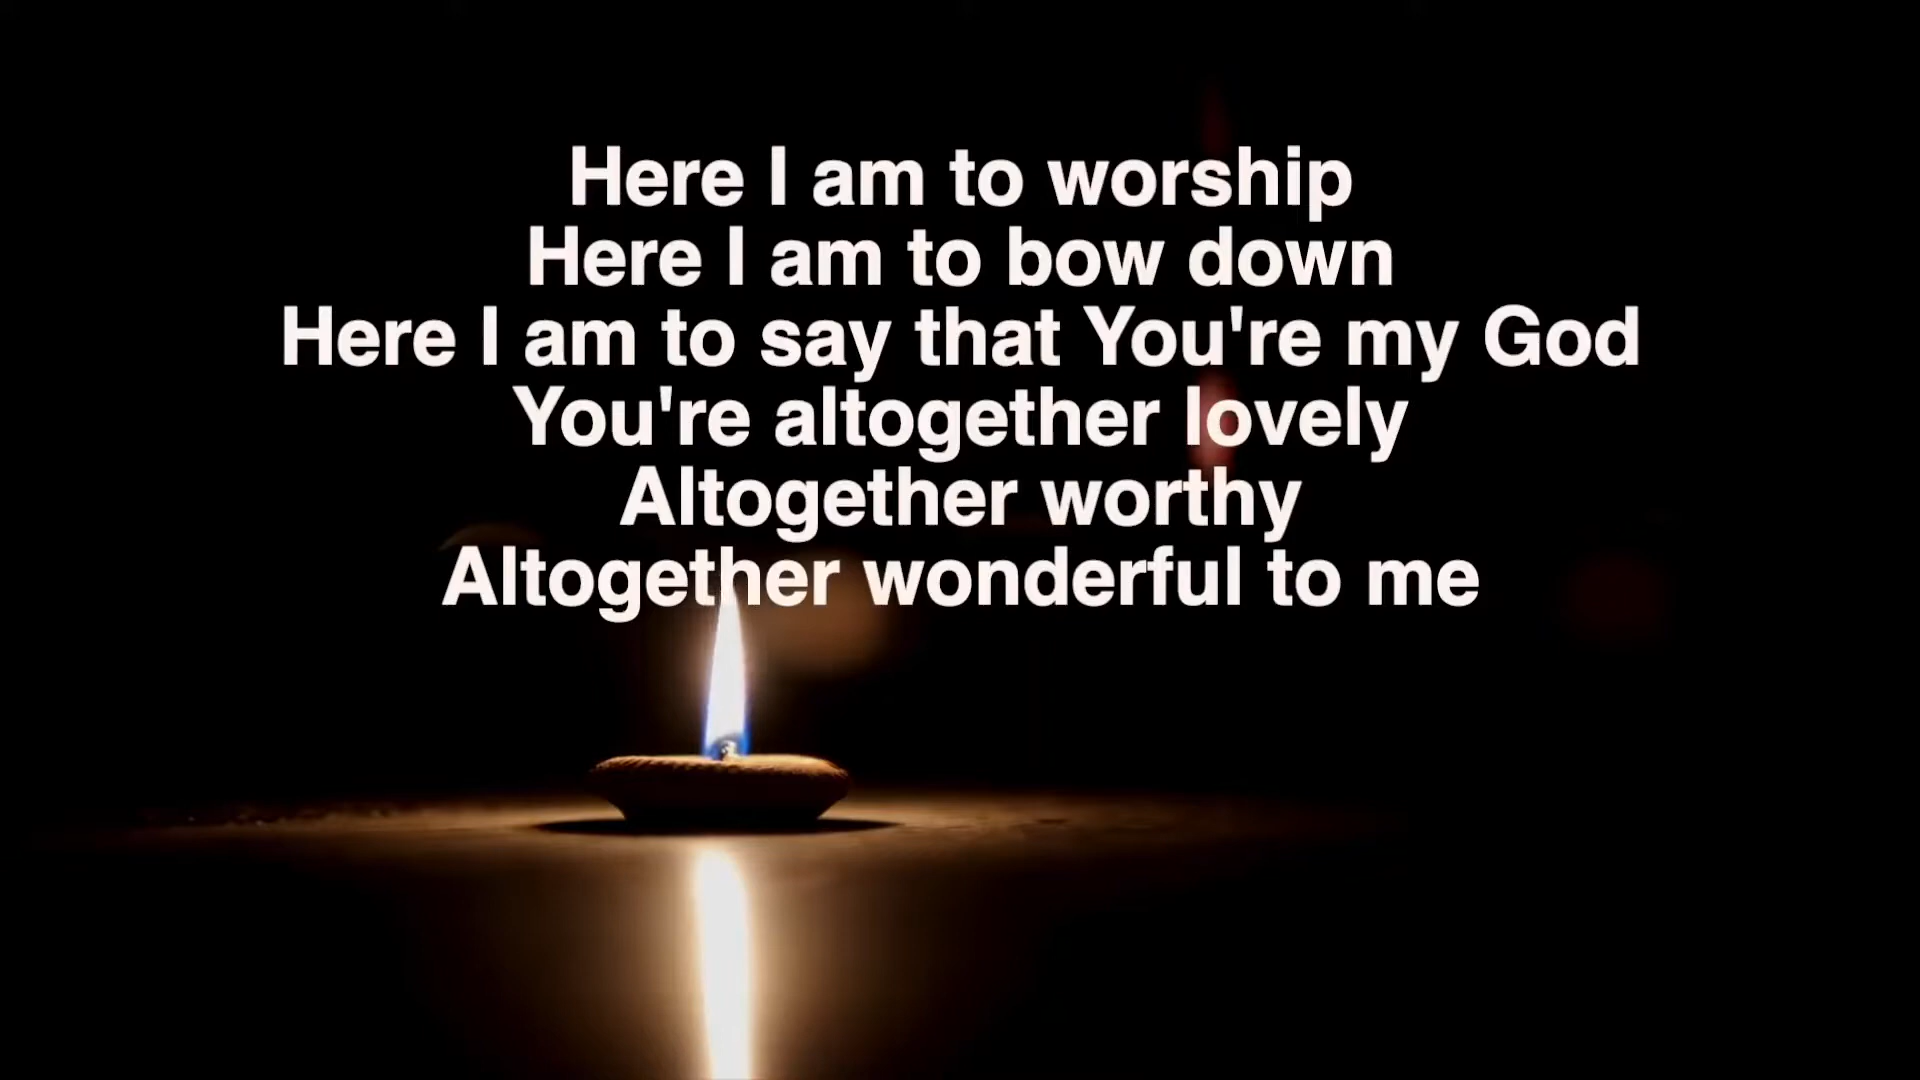 Here I am to worship
Here I am to bow down
Here I am to say that You're my God
You're altogether lovely
Altogether worthy
Altogether wonderful to me